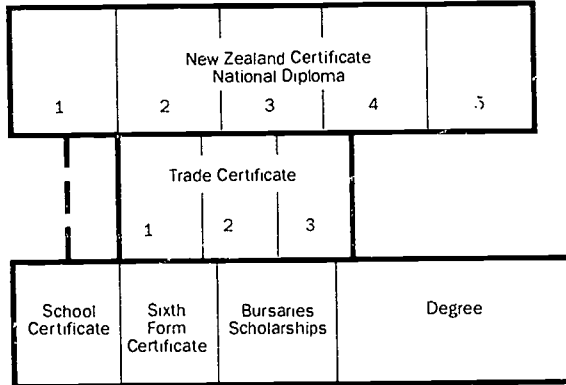 New Zealand Certificate
National Diploma
1 2 3 4 5
Trade Certificate
1 2 3
School
Certificate
Sixth
Form
Certificate
Bursaries
Scholarships
Degree